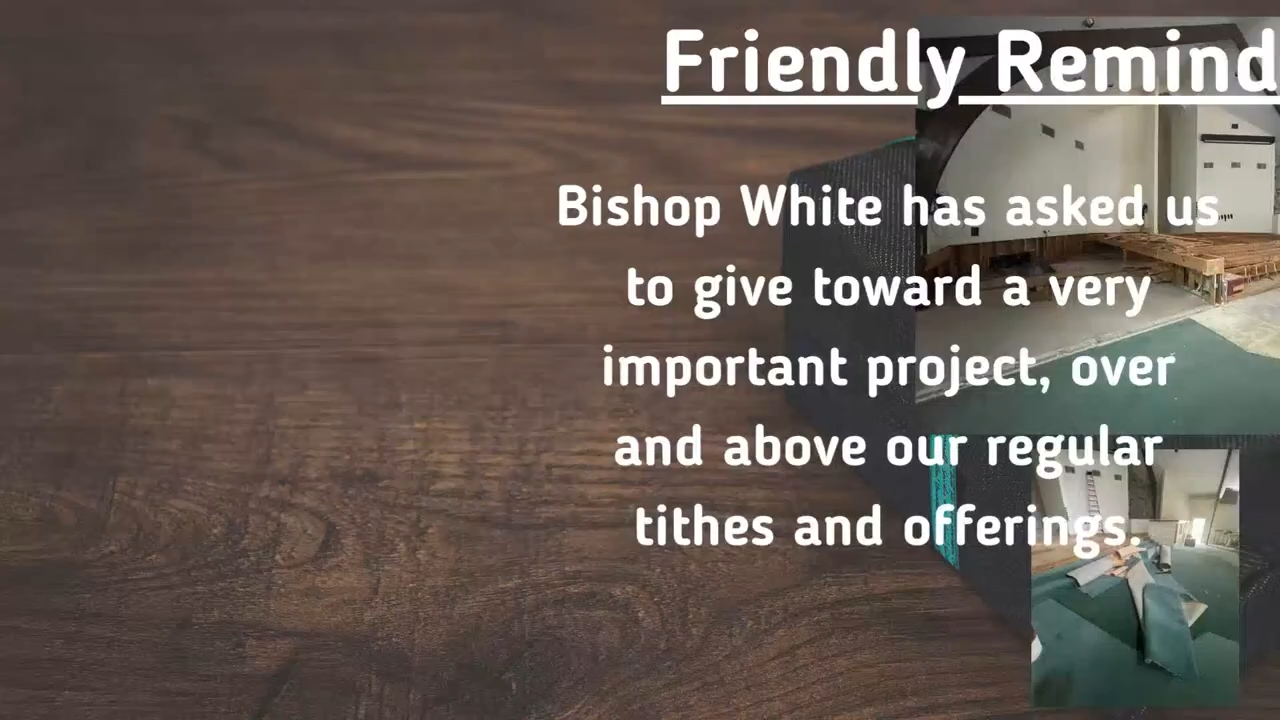 Friendly Remind
Bishop White has asked us
to give toward a very
important project, over
and above our regular
tithes and offerings.